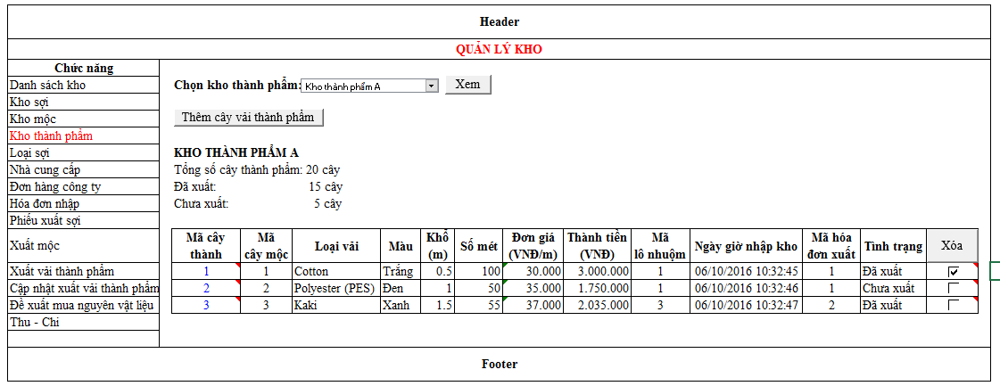 Header
QUẢN LÝ KHO
Chức năng
Danh sách kho
Kho sợi
Kho mộc
Kho thành phẩm
Loại sợi
Nhà cung cấp
Đơn hàng công ty
Hóa đơn nhập
Phiếu xuất sợi
Xuất mộc
Xuất vải thành phẩm
Cập nhật xuất vải thành phẩm
Đề xuất mua nguyên vật liệu
Thu - Chi
Chọn kho thành phẩm: Kho thành phẩm A Xem
Thêm cây vải thành phẩm
KHO THÀNH PHẨM A
Tổng số cây thành phẩm: 20 cây
Đã xuất: 15 cây
Chưa xuất: 5 cây
Mã cây thành Mã cây mộc Loại vải Màu Khổ (m) Số mét Đơn giá (VNĐ/m) Thành tiền (VNĐ) Mã lô nhuộm Ngày giờ nhập kho Mã hóa đơn xuất Tình trạng Xóa
1 1 Cotton Trắng 0.5 100 30.000 3.000.000 1 06/10/2016 10:32:45 1 Đã xuất
2 2 Polyester (PES) Đen 1 50 35.000 1.750.000 1 06/10/2016 10:32:46 1 Chưa xuất
3 3 Kaki Xanh 1.5 55 37.000 2.035.000 3 06/10/2016 10:32:47 2 Đã xuất
Footer